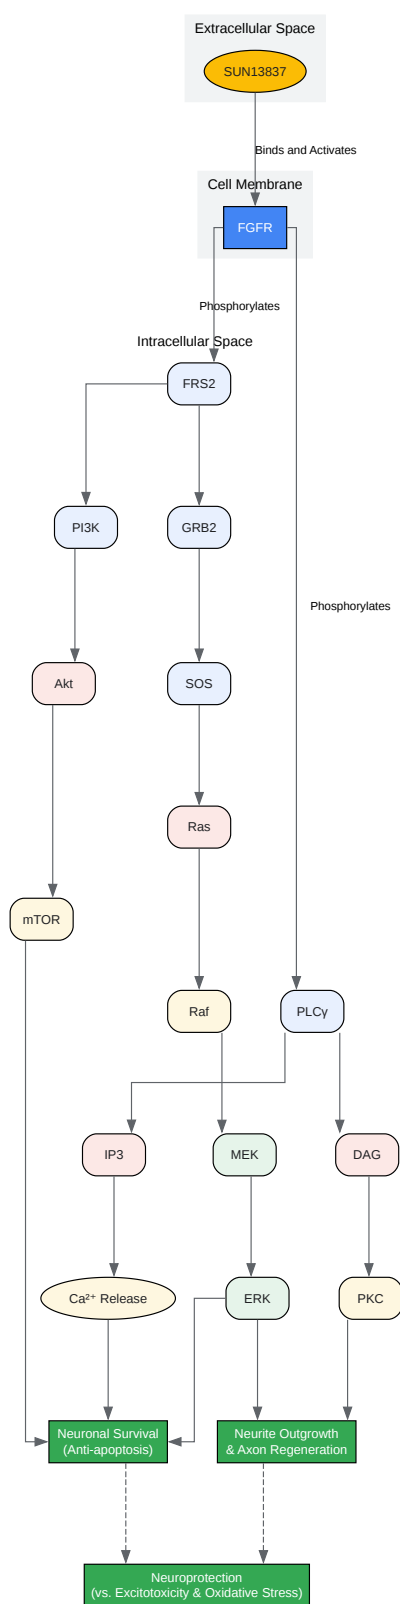 Extracellular Space
SUN13837
Binds and Activates
Cell Membrane
FGFR
Phosphorylates
Intracellular Space
FRS2
PI3K
GRB2
Phosphorylates
Akt
SOS
Ras
mTOR
Raf
PLCγ
IP3
MEK
DAG
Ca²⁺ Release
ERK
PKC
Neuronal Survival
(Anti-apoptosis)
Neurite Outgrowth
& Axon Regeneration
Neuroprotection
(vs. Excitotoxicity & Oxidative Stress)